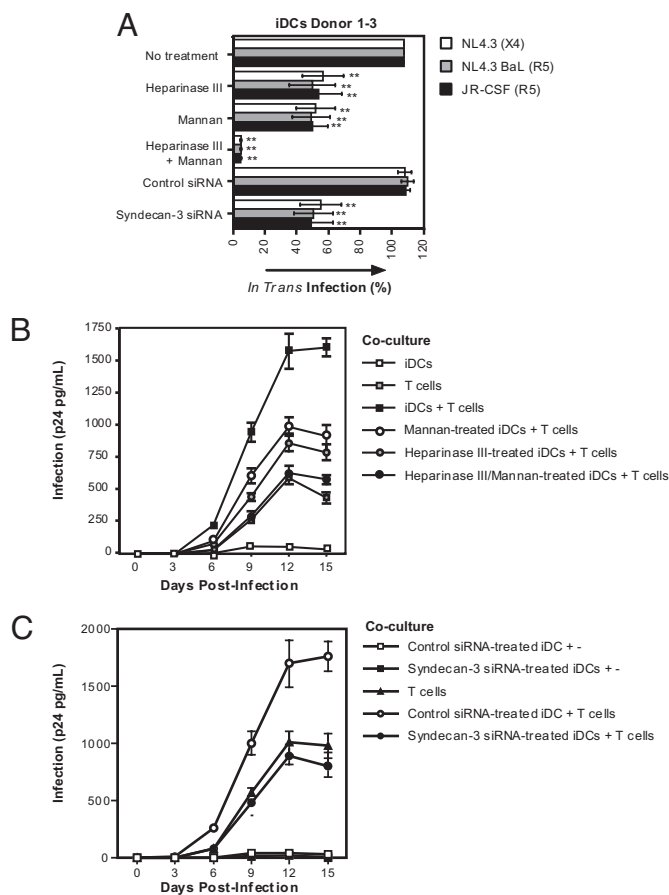 A
iDCs Donor 1-3
NL4.3 (X4)
NL4.3 BaL (R5)
JR-CSF (R5)
No treatment
Heparinase III
**
**
**
Mannan
**
**
**
Heparinase III
+ Mannan
**
**
**
Control siRNA
Syndecan-3 siRNA
**
**
**
0
20
40
60
80
100
120
In Trans Infection (%)
B
1750
1500
1250
1000
750
500
250
0
Infection (p24 pg/mL)
0 3 6 9 12 15
Days Post-Infection
Co-culture
iDCs
T cells
iDCs + T cells
Mannan-treated iDCs + T cells
Heparinase III-treated iDCs + T cells
Heparinase III/Mannan-treated iDCs + T cells
C
2000
1500
1000
500
0
Infection (p24 pg/mL)
0 3 6 9 12 15
Days Post-Infection
Co-culture
Control siRNA-treated iDC + -
Syndecan-3 siRNA-treated iDCs + -
T cells
Control siRNA-treated iDC + T cells
Syndecan-3 siRNA-treated iDCs + T cells